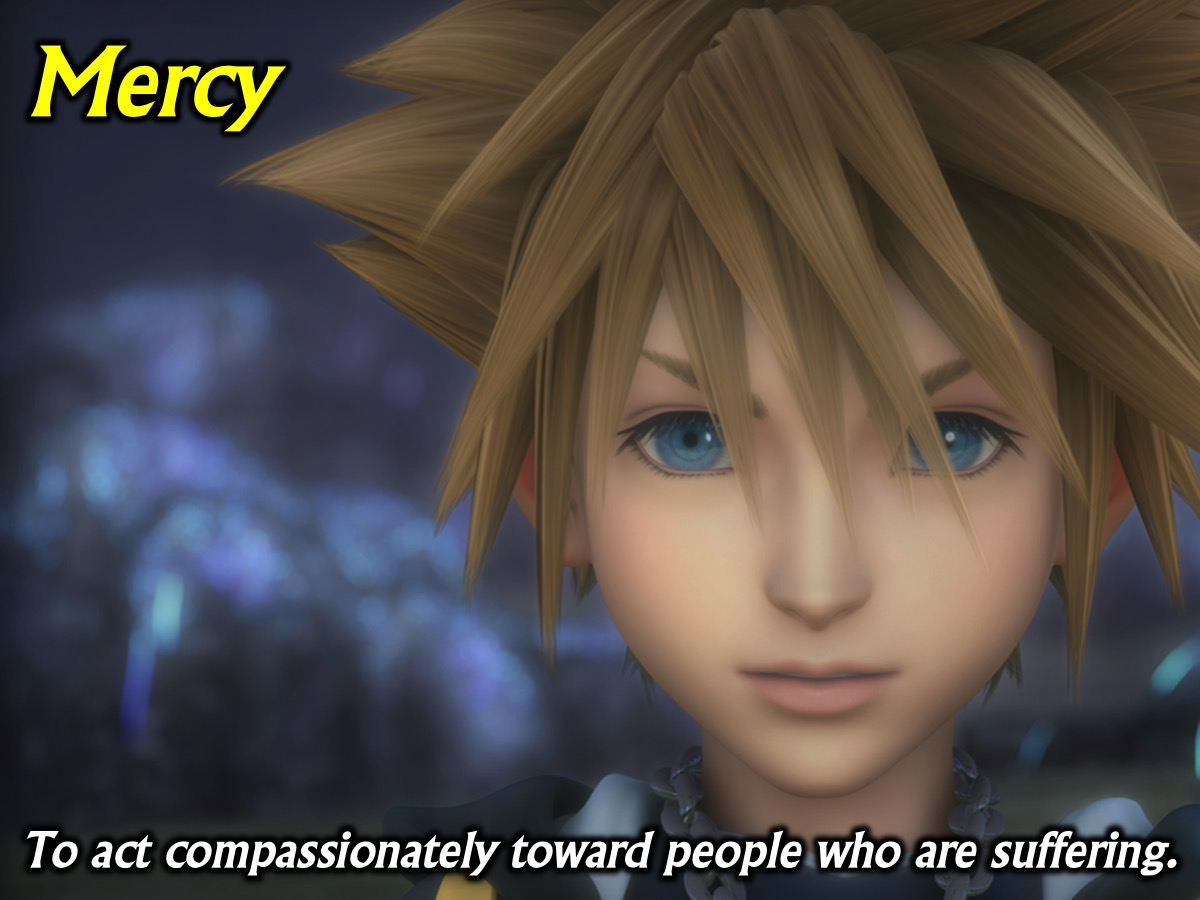 Mercy
To act compassionately toward people who are suffering.